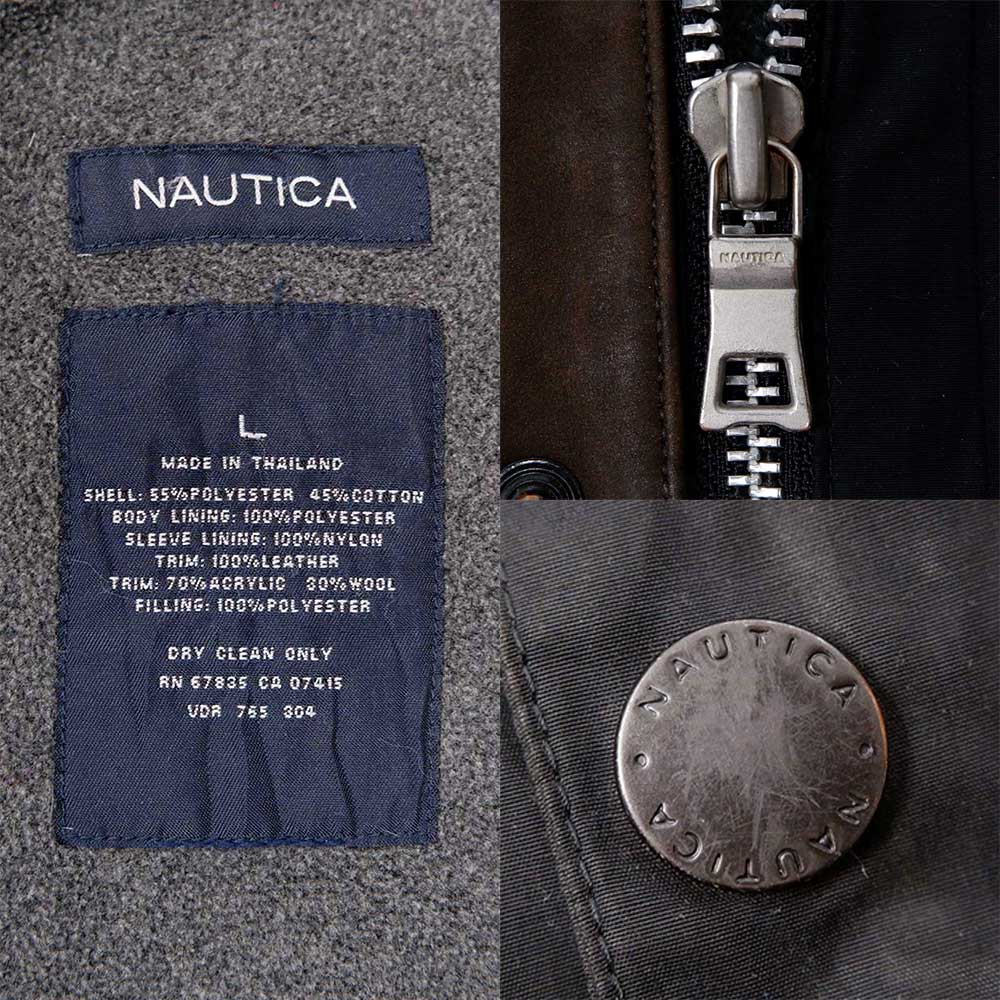 NAUTICA
L
MADE IN THAILAND
SHELL: 55%POLYESTER 45%COTTON
BODY LINING: 100%POLYESTER
SLEEVE LINING: 100%NYLON
TRIM: 100%LEATHER
TRIM: 70%ACRYLIC 30%WOOL
FILLING: 100%POLYESTER
DRY CLEAN ONLY
RN 67835 CA 07415
VDR 765 304
NAUTICA
NAUTICA
NAUTICA